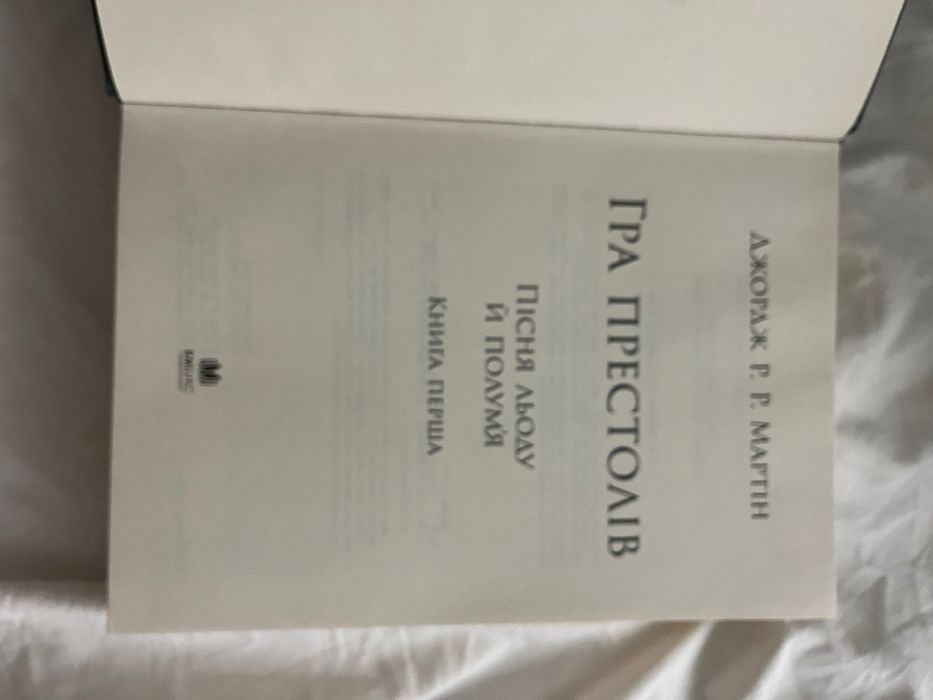 ДЖОРДЖ Р. Р. МАРТІН
ГРА ПРЕСТОЛІВ
ПІСНЯ ЛЬОДУ
Й ПОЛУМ'Я
КНИГА ПЕРША